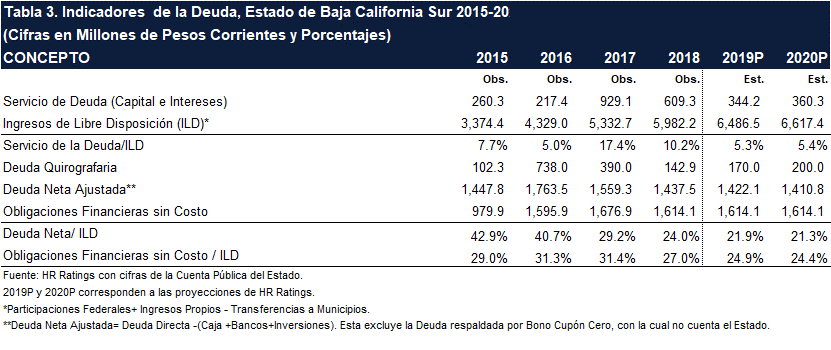 Tabla 3. Indicadores de la Deuda, Estado de Baja California Sur 2015-20
(Cifras en Millones de Pesos Corrientes y Porcentajes)
CONCEPTO 2015 2016 2017 2018 2019P 2020P
Obs. Obs. Obs. Obs. Est. Est.
Servicio de Deuda (Capital e Intereses) 260.3 217.4 929.1 609.3 344.2 360.3
Ingresos de Libre Disposición (ILD)* 3,374.4 4,329.0 5,332.7 5,982.2 6,486.5 6,617.4
Servicio de la Deuda/ILD 7.7% 5.0% 17.4% 10.2% 5.3% 5.4%
Deuda Quirografaria 102.3 738.0 390.0 142.9 170.0 200.0
Deuda Neta Ajustada** 1,447.8 1,763.5 1,559.3 1,437.5 1,422.1 1,410.8
Obligaciones Financieras sin Costo 979.9 1,595.9 1,676.9 1,614.1 1,614.1 1,614.1
Deuda Neta/ ILD 42.9% 40.7% 29.2% 24.0% 21.9% 21.3%
Obligaciones Financieras sin Costo / ILD 29.0% 31.3% 31.4% 27.0% 24.9% 24.4%
Fuente: HR Ratings con cifras de la Cuenta Pública del Estado.
2019P y 2020P corresponden a las proyecciones de HR Ratings.
*Participaciones Federales+ Ingresos Propios - Transferencias a Municipios.
**Deuda Neta Ajustada= Deuda Directa -(Caja +Bancos+Inversiones). Esta excluye la Deuda respaldada por Bono Cupón Cero, con la cual no cuenta el Estado.